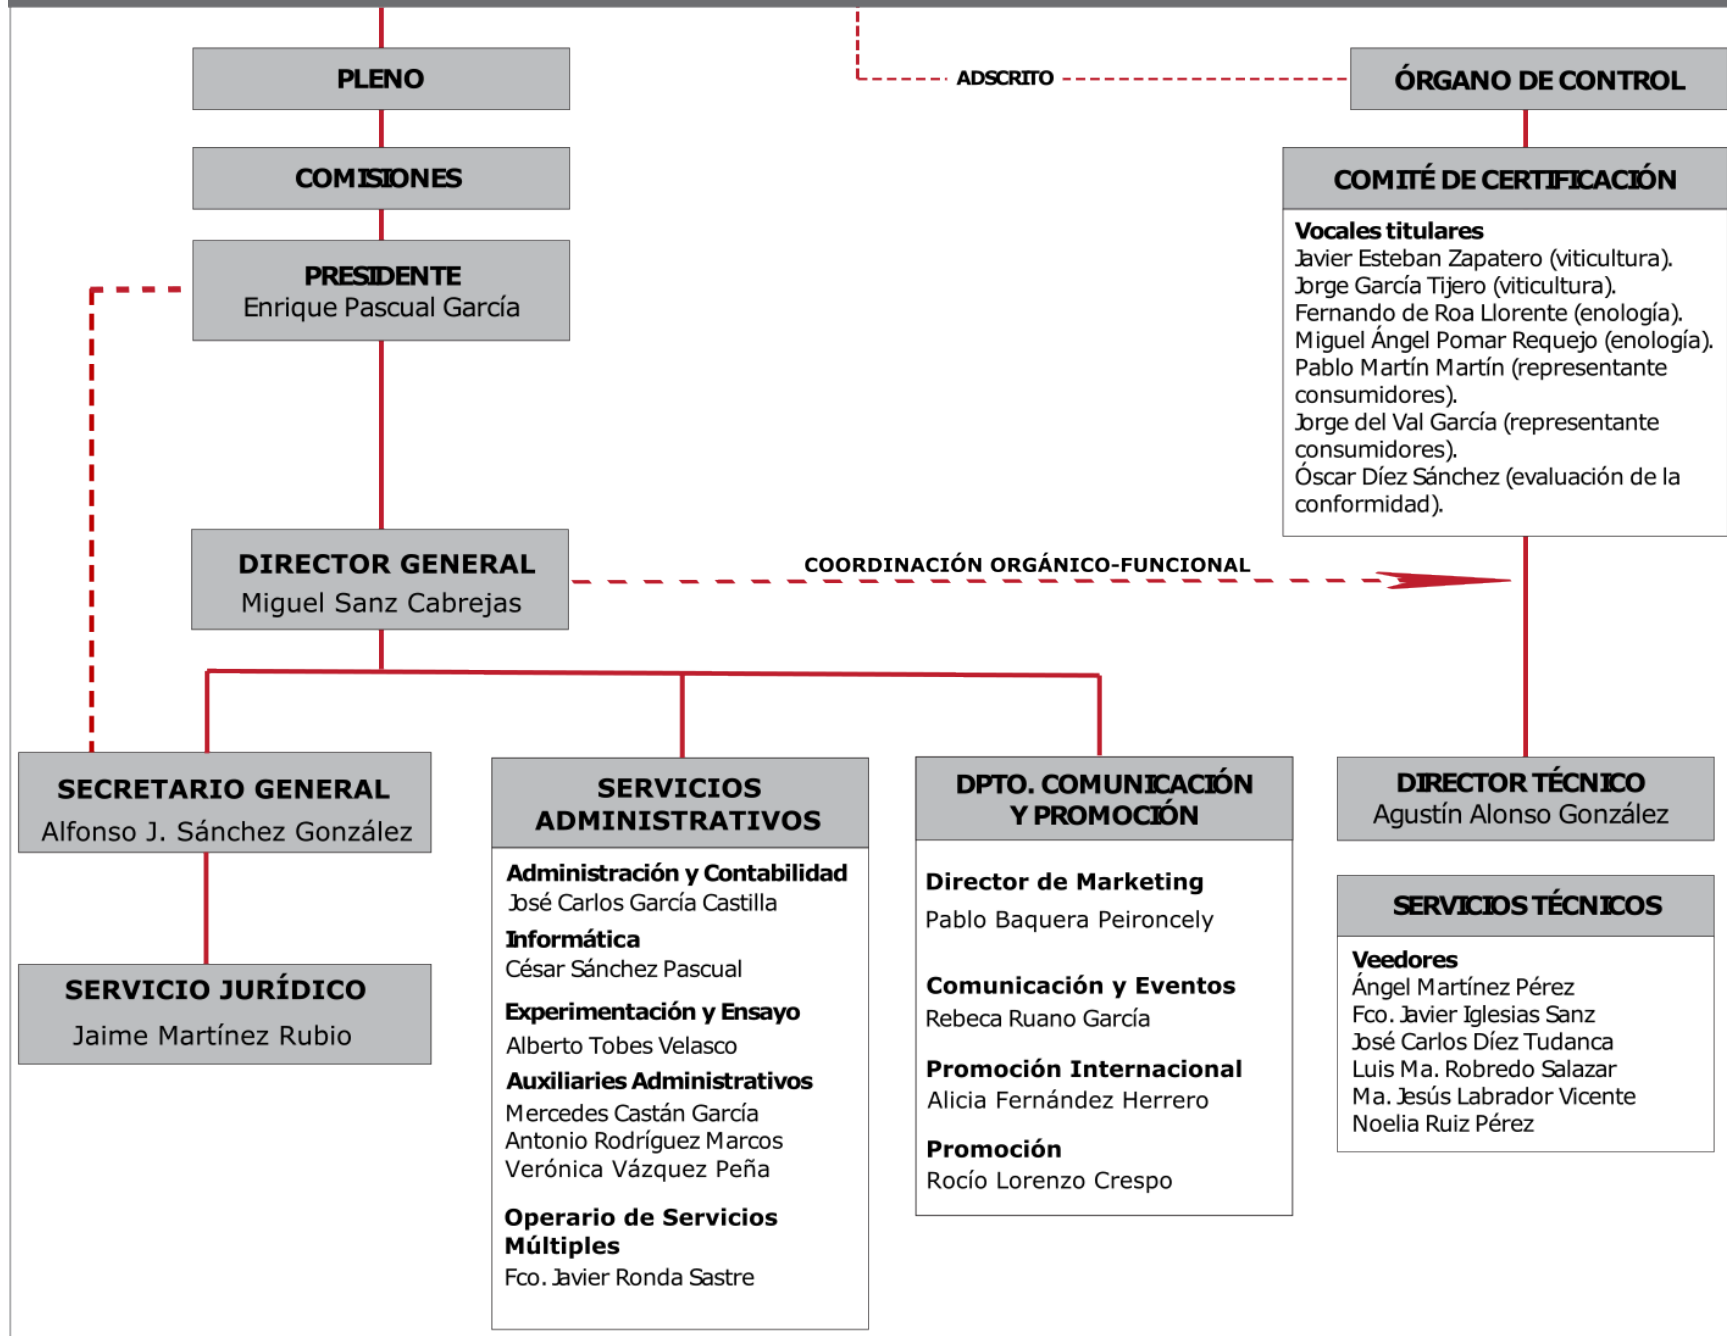 PLENO
ADSCRITO
ÓRGANO DE CONTROL
COMISIONES
COMITÉ DE CERTIFICACIÓN
Vocales titulares
Javier Esteban Zapatero (viticultura).
Jorge García Tijero (viticultura).
Fernando de Roa Llorente (enología).
Miguel Ángel Pomar Requejo (enología).
Pablo Martín Martín (representante
consumidores).
Jorge del Val García (representante
consumidores).
Óscar Díez Sánchez (evaluación de la
conformidad).
PRESIDENTE
Enrique Pascual García
DIRECTOR GENERAL
Miguel Sanz Cabrejas
COORDINACIÓN ORGÁNICO-FUNCIONAL
SECRETARIO GENERAL
Alfonso J. Sánchez González
SERVICIO JURÍDICO
Jaime Martínez Rubio
SERVICIOS
ADMINISTRATIVOS
Administración y Contabilidad
José Carlos García Castilla
Informática
César Sánchez Pascual
Experimentación y Ensayo
Alberto Tobes Velasco
Auxiliaries Administrativos
Mercedes Castán García
Antonio Rodríguez Marcos
Verónica Vázquez Peña
Operario de Servicios
Múltiples
Fco. Javier Ronda Sastre
DPTO. COMUNICACIÓN
Y PROMOCIÓN
Director de Marketing
Pablo Baquera Peironcely
Comunicación y Eventos
Rebeca Ruano García
Promoción Internacional
Alicia Fernández Herrero
Promoción
Rocío Lorenzo Crespo
DIRECTOR TÉCNICO
Agustín Alonso González
SERVICIOS TÉCNICOS
Veedores
Ángel Martínez Pérez
Fco. Javier Iglesias Sanz
José Carlos Díez Tudanca
Luis Ma. Robredo Salazar
Ma. Jesús Labrador Vicente
Noelia Ruiz Pérez